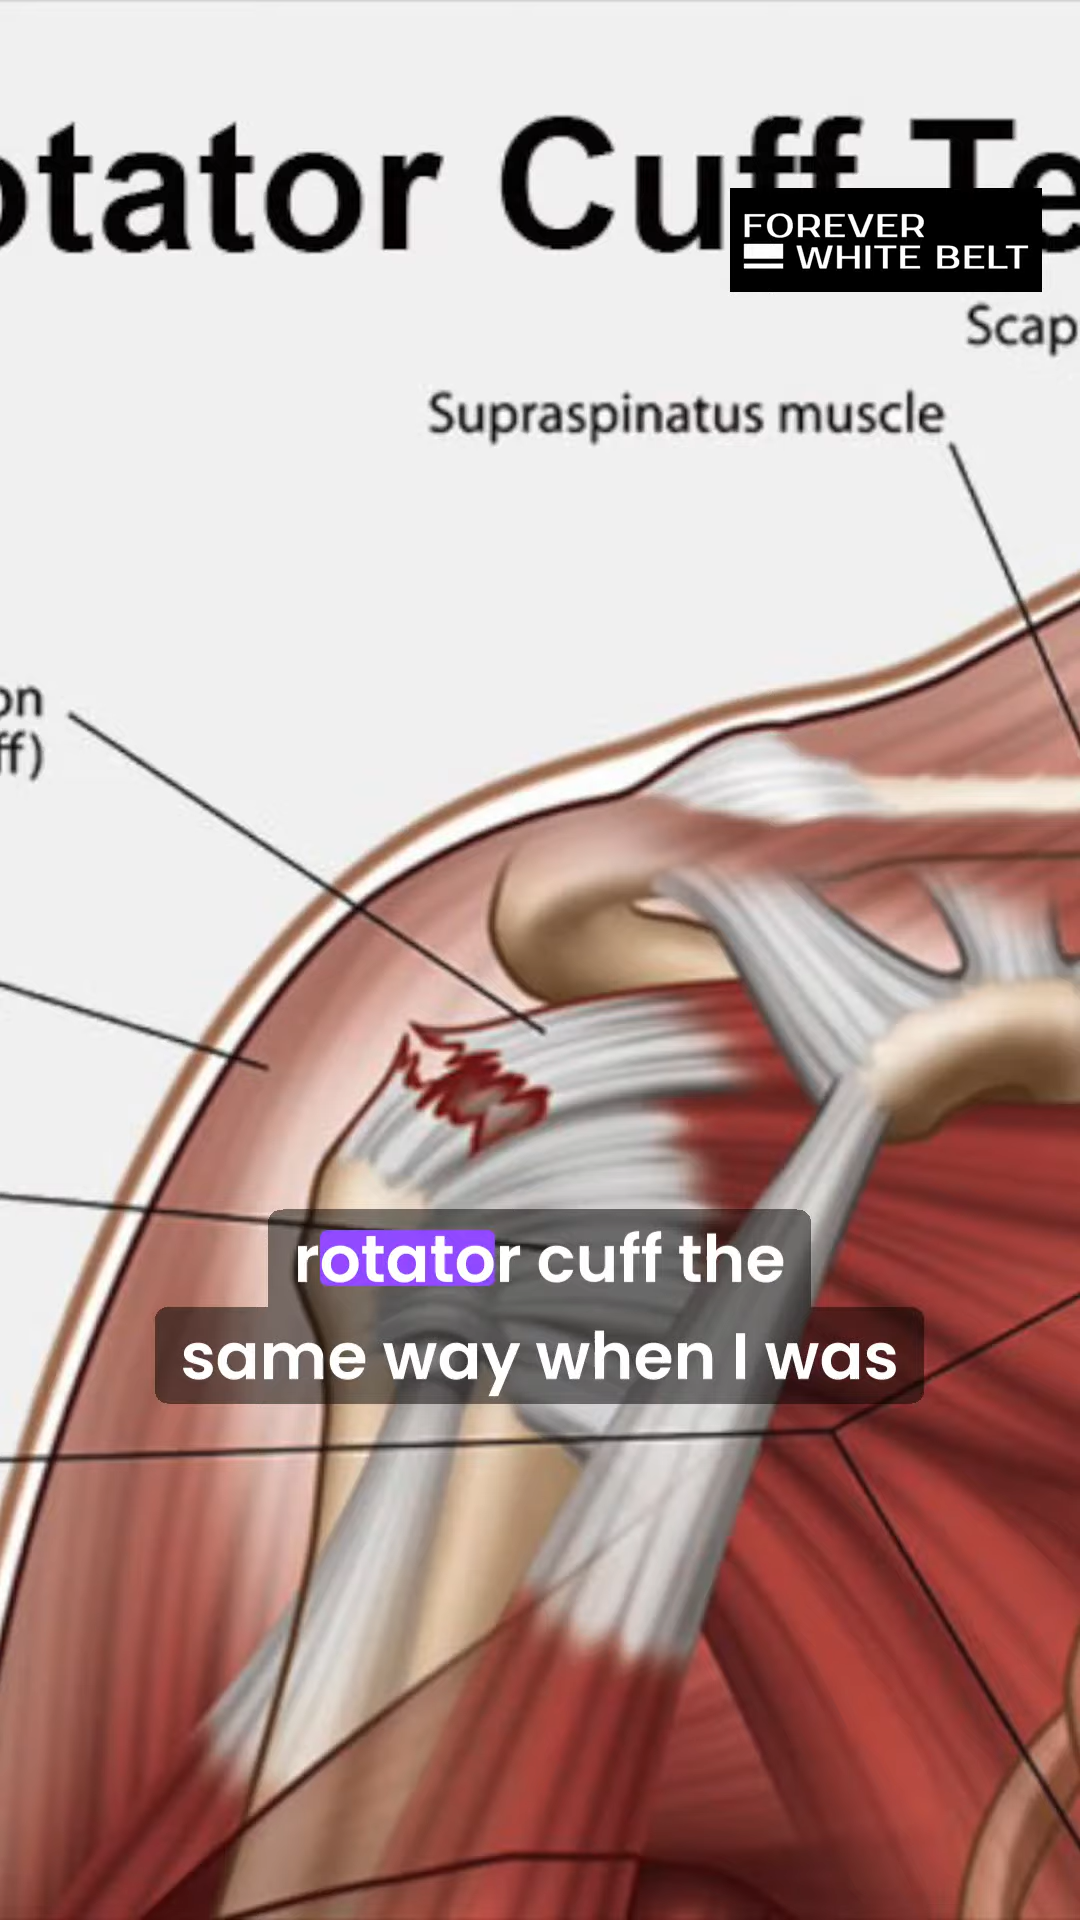 otator Cuff Te
FOREVER
WHITE BELT
Scap
Supraspinatus muscle
on
ff)
rotator cuff the
same way when I was